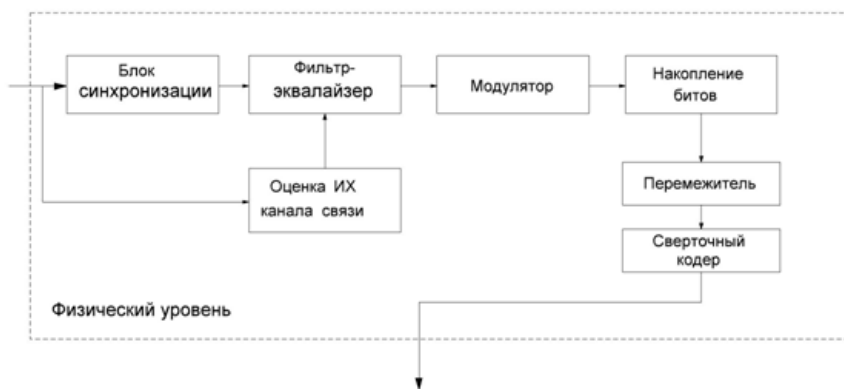 Блок
синхронизации
Фильтр-
эквалайзер
Модулятор
Накопление
битов
Оценка ИХ
канала связи
Перемежитель
Сверточный
кодер
Физический уровень